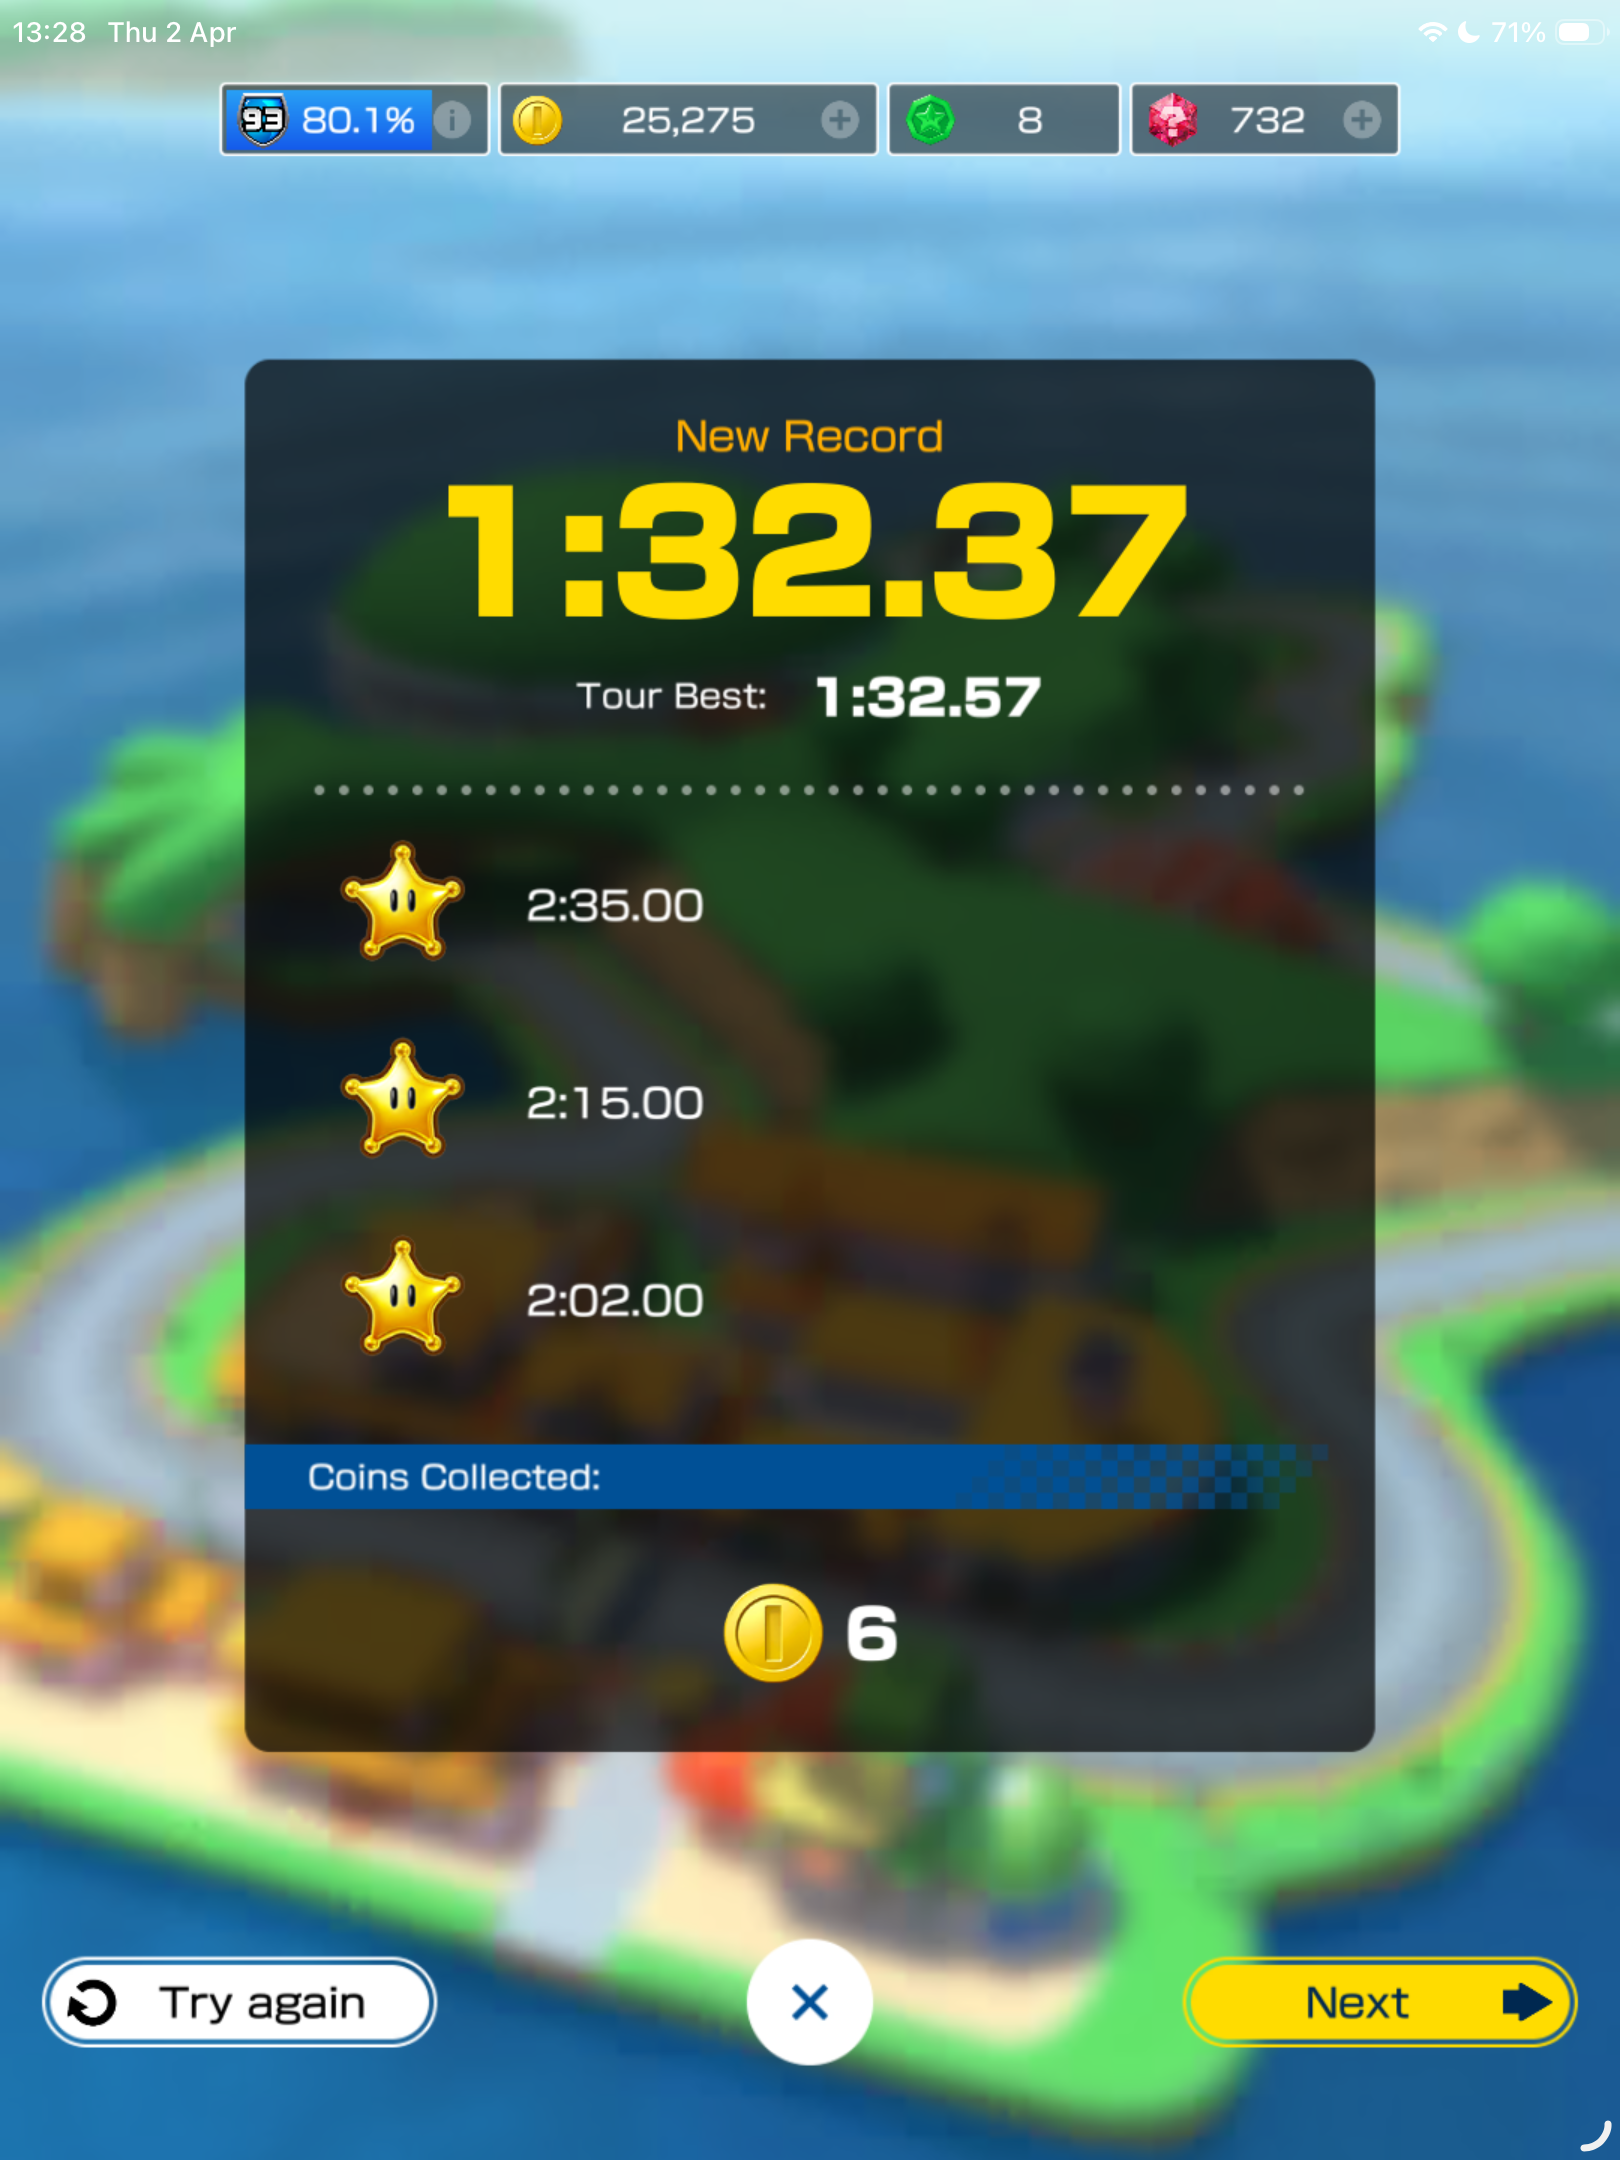 13:28 Thu 2 Apr 71%
93 80.1% 25,275 8 732
New Record
1:32.37
Tour Best: 1:32.57
2:35.00
2:15.00
2:02.00
Coins Collected:
6
Try again Next